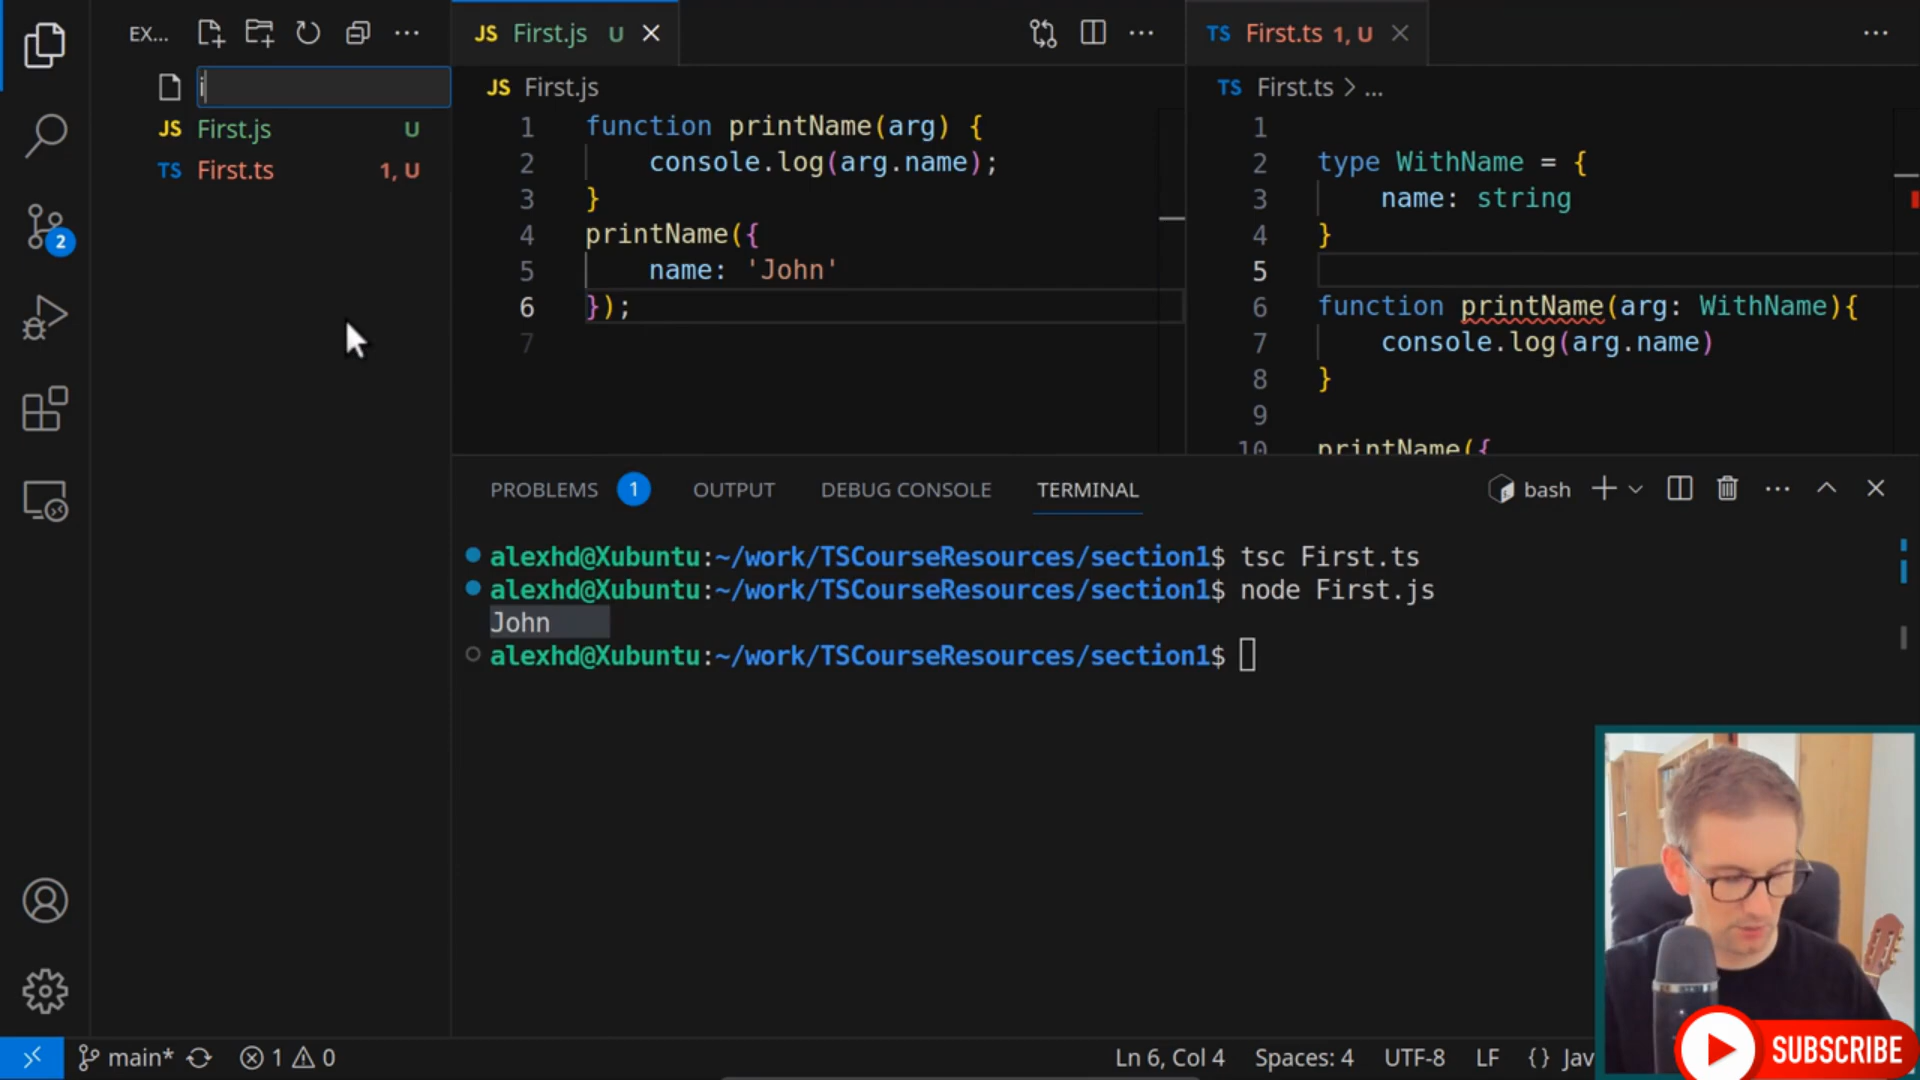 EX...
i
JS First.js U
TS First.ts 1, U
2
JS First.js U
JS First.js
1 function printName(arg) {
2 console.log(arg.name);
3 }
4 printName({
5 name: 'John'
6 });
7
TS First.ts 1, U
TS First.ts > ...
1
2 type WithName = {
3 name: string
4 }
5
6 function printName(arg: WithName){
7 console.log(arg.name)
8 }
9
10 printName({
PROBLEMS 1 OUTPUT DEBUG CONSOLE TERMINAL
bash
alexhd@Xubuntu:~/work/TSCourseResources/section1$ tsc First.ts
alexhd@Xubuntu:~/work/TSCourseResources/section1$ node First.js
John
alexhd@Xubuntu:~/work/TSCourseResources/section1$
main* 1 0
Ln 6, Col 4 Spaces: 4 UTF-8 LF {} Jav
SUBSCRIBE